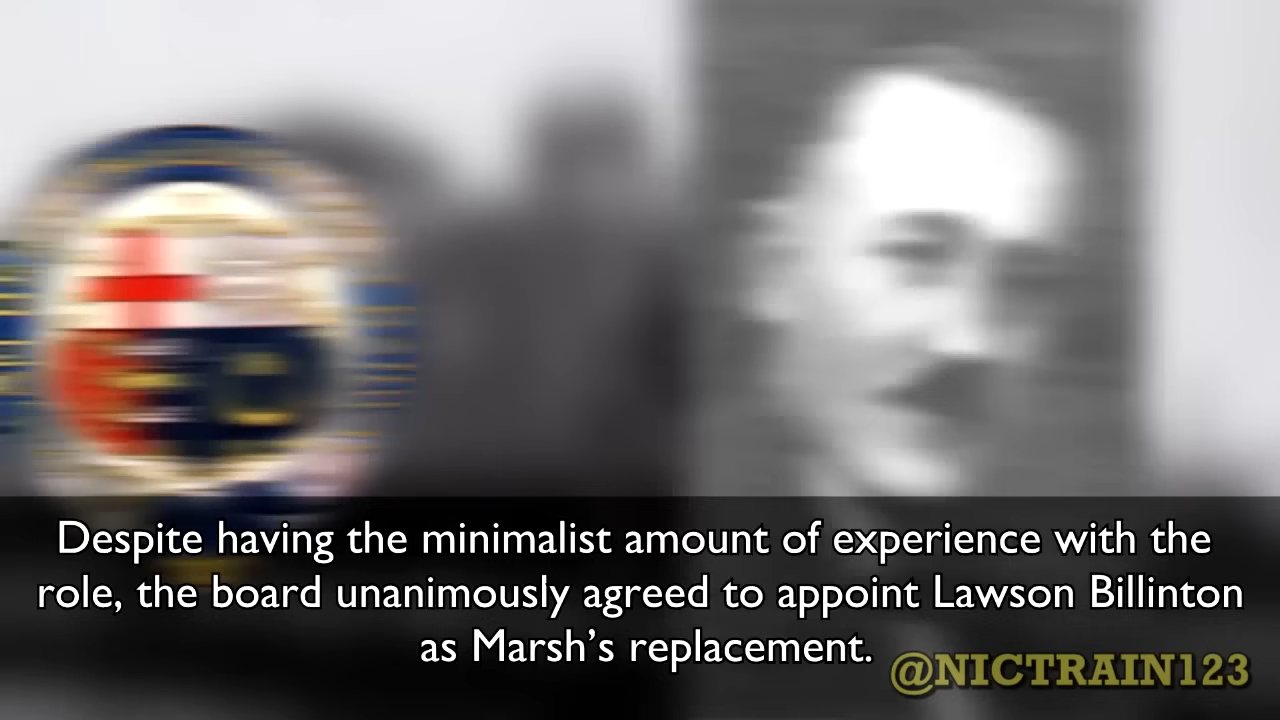 Despite having the minimalist amount of experience with the
role, the board unanimously agreed to appoint Lawson Billinton
as Marsh’s replacement.
@NICTRAIN123